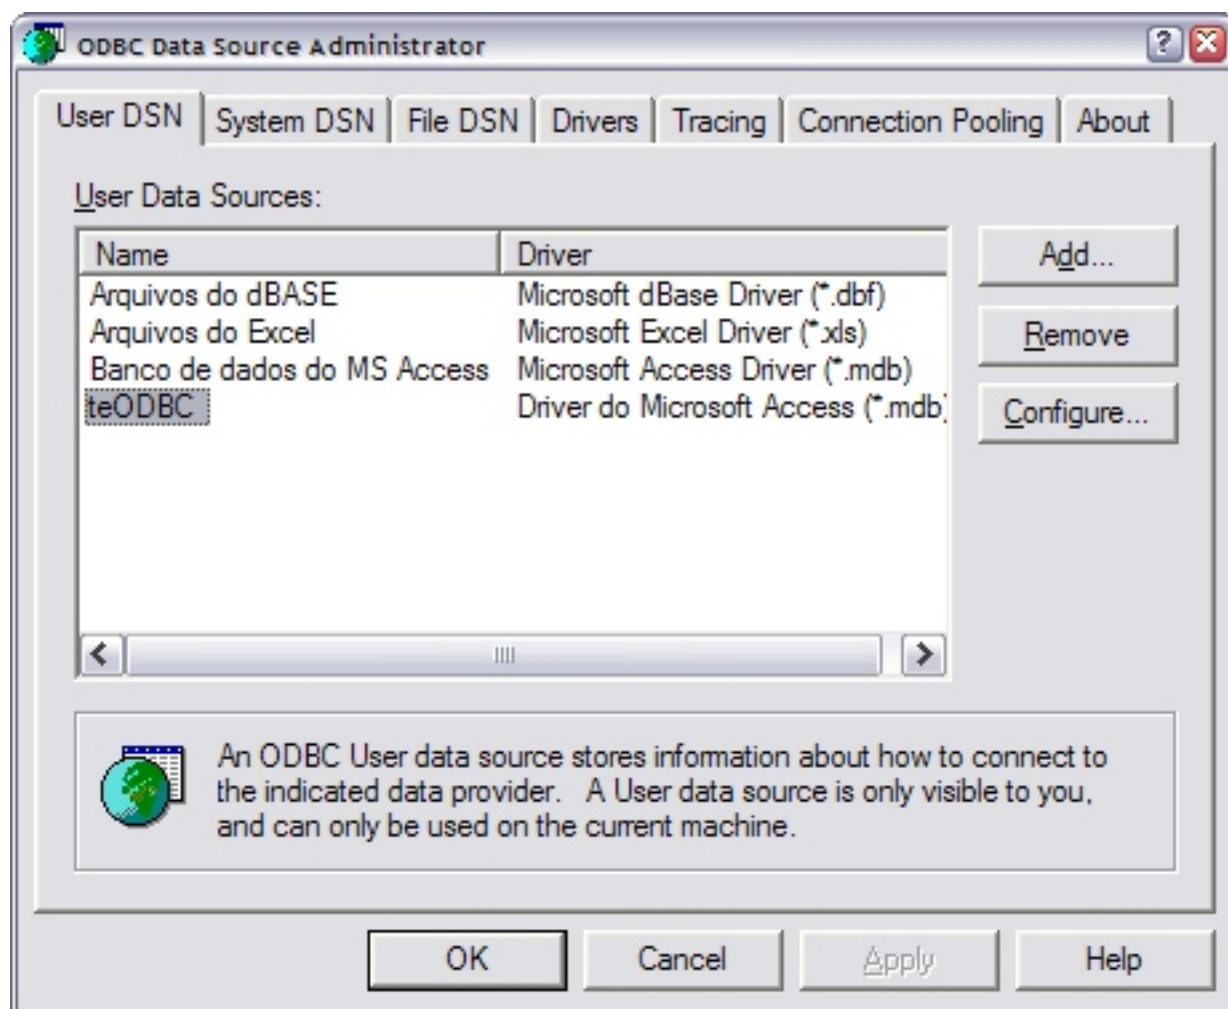 ODBC Data Source Administrator
User DSN System DSN File DSN Drivers Tracing Connection Pooling About
User Data Sources:
Name Driver
Arquivos do dBASE Microsoft dBase Driver (*.dbf)
Arquivos do Excel Microsoft Excel Driver (*.xls)
Banco de dados do MS Access Microsoft Access Driver (*.mdb)
teODBC Driver do Microsoft Access (*.mdb)
Add...
Remove
Configure...
An ODBC User data source stores information about how to connect to
the indicated data provider. A User data source is only visible to you,
and can only be used on the current machine.
OK Cancel Apply Help